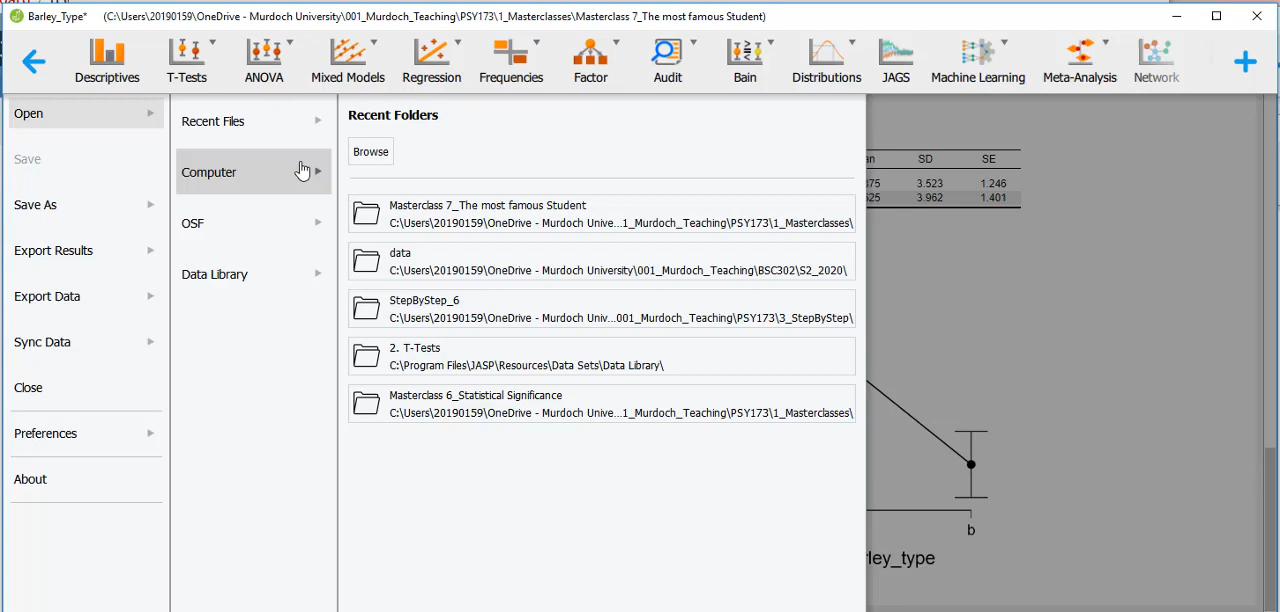 Barley_Type* (C:\Users\20190159\OneDrive - Murdoch University\001_Murdoch_Teaching\PSY173\1_Masterclasses\Masterclass 7_The most famous Student)
Descriptives T-Tests ANOVA Mixed Models Regression Frequencies Factor Audit Bain Distributions JAGS Machine Learning Meta-Analysis Network
Open
Save
Save As
Export Results
Export Data
Sync Data
Close
Preferences
About
Recent Files
Computer
OSF
Data Library
Recent Folders
Browse
Masterclass 7_The most famous Student
C:\Users\20190159\OneDrive - Murdoch Unive...1_Murdoch_Teaching\PSY173\1_Masterclasses\
data
C:\Users\20190159\OneDrive - Murdoch University\001_Murdoch_Teaching\BSC302\S2_2020\
StepByStep_6
C:\Users\20190159\OneDrive - Murdoch Univ...001_Murdoch_Teaching\PSY173\3_StepByStep\
2. T-Tests
C:\Program Files\JASP\Resources\Data Sets\Data Library\
Masterclass 6_Statistical Significance
C:\Users\20190159\OneDrive - Murdoch Unive...1_Murdoch_Teaching\PSY173\1_Masterclasses\
an SD SE
75 3.523 1.246
25 3.962 1.401
b
rley_type